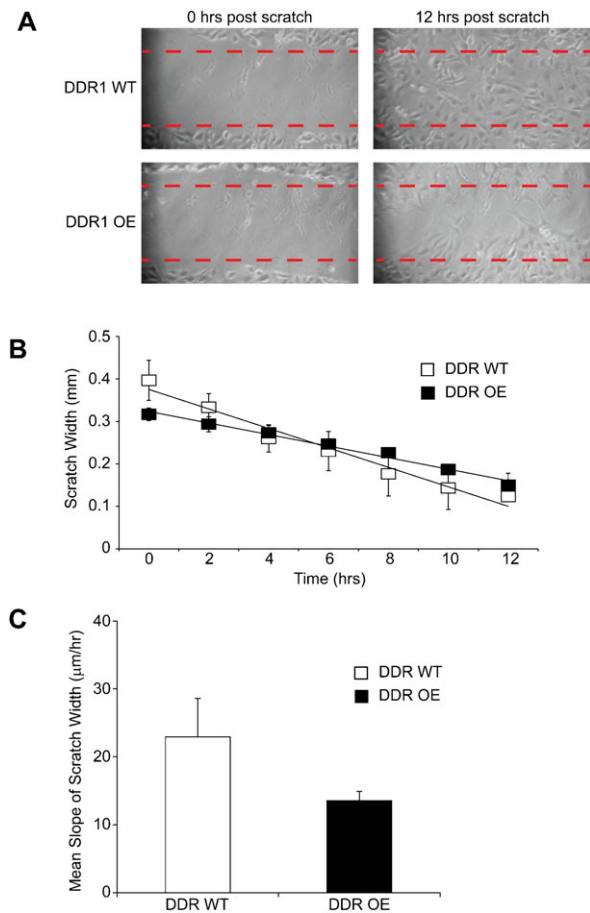 A
0 hrs post scratch
12 hrs post scratch
DDR1 WT
DDR1 OE
B
Scratch Width (mm)
0.5
0.4
0.3
0.2
0.1
0
DDR WT
DDR OE
0 2 4 6 8 10 12
Time (hrs)
C
Mean Slope of Scratch Width (μm/hr)
40
30
20
10
0
DDR WT
DDR OE
DDR WT DDR OE